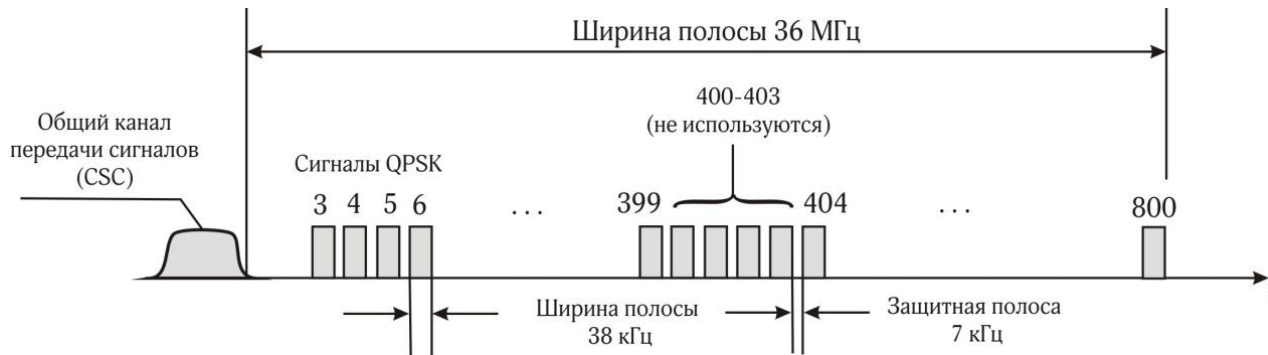 Ширина полосы 36 МГц
400-403
(не используются)
Общий канал
передачи сигналов
(CSC)
Сигналы QPSK
3 4 5 6 ... 399 404 ... 800
Ширина полосы
38 кГц
Защитная полоса
7 кГц